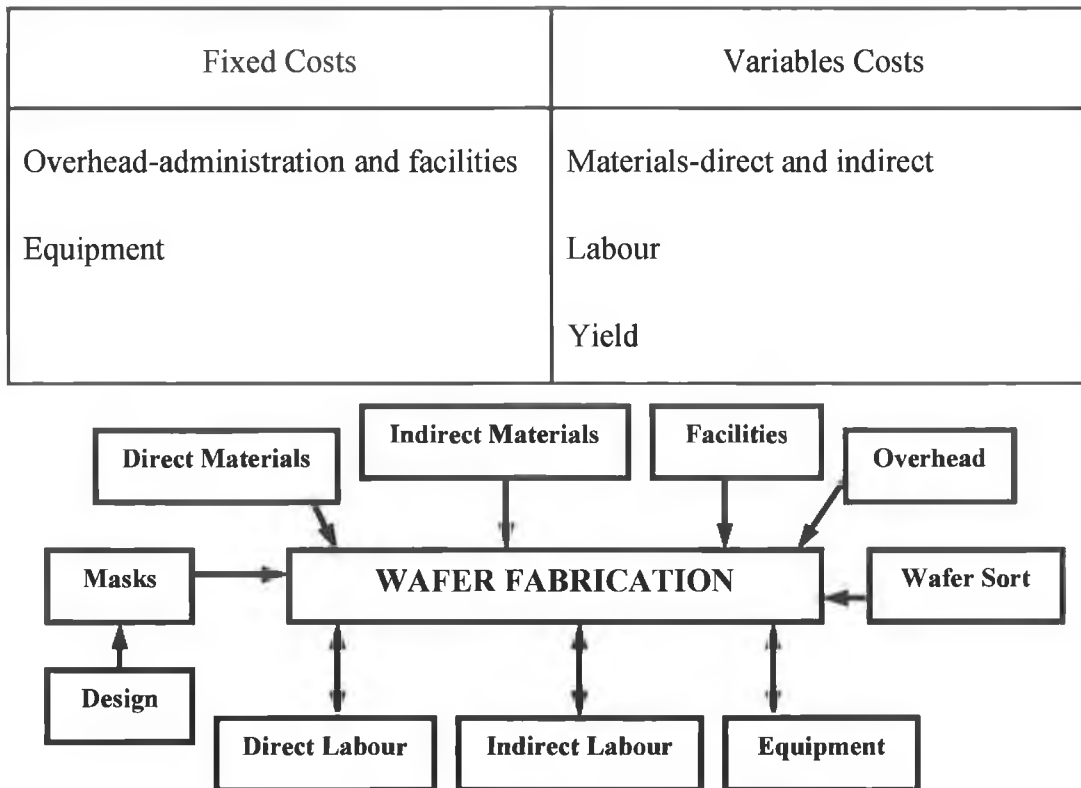 Fixed Costs
Variables Costs
Overhead-administration and facilities
Equipment
Materials-direct and indirect
Labour
Yield
Direct Materials
Indirect Materials
Facilities
Overhead
Masks
WAFER FABRICATION
Wafer Sort
Design
Direct Labour
Indirect Labour
Equipment